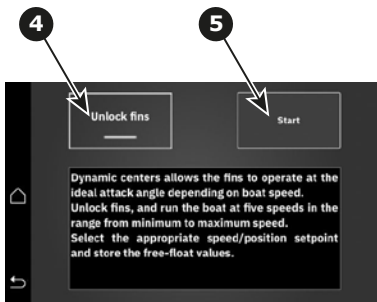 4 5
Unlock fins Start
Dynamic centers allows the fins to operate at the
ideal attack angle depending on boat speed.
Unlock fins, and run the boat at five speeds in the
range from minimum to maximum speed.
Select the appropriate speed/position setpoint
and store the free-float values.